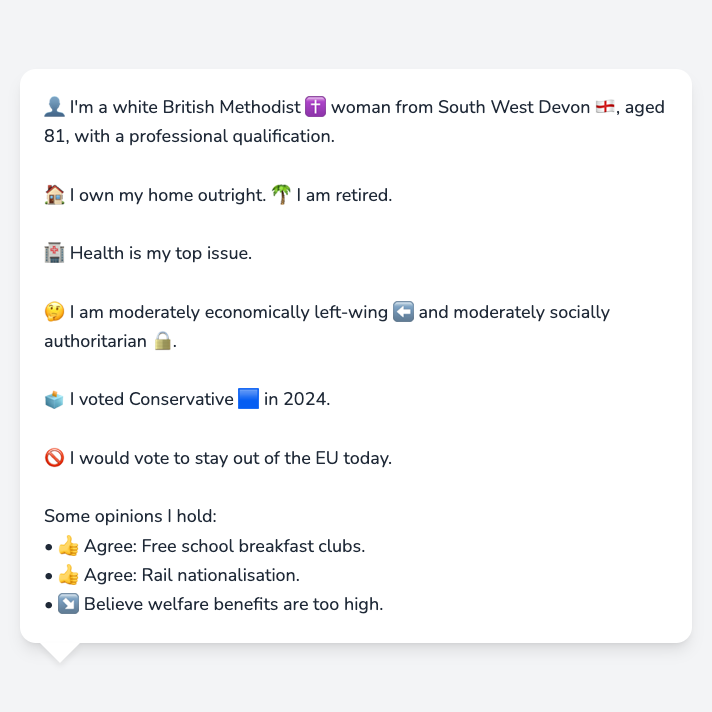 👤 I'm a white British Methodist ✝️ woman from South West Devon 🏴󠁧󠁢󠁥󠁮󠁧󠁿, aged
81, with a professional qualification.
🏠 I own my home outright. 🌴 I am retired.
🏥 Health is my top issue.
🤔 I am moderately economically left-wing ⬅️ and moderately socially
authoritarian 🔒.
🗳️ I voted Conservative 🟦 in 2024.
🚫 I would vote to stay out of the EU today.
Some opinions I hold:
• 👍 Agree: Free school breakfast clubs.
• 👍 Agree: Rail nationalisation.
• ↘️ Believe welfare benefits are too high.